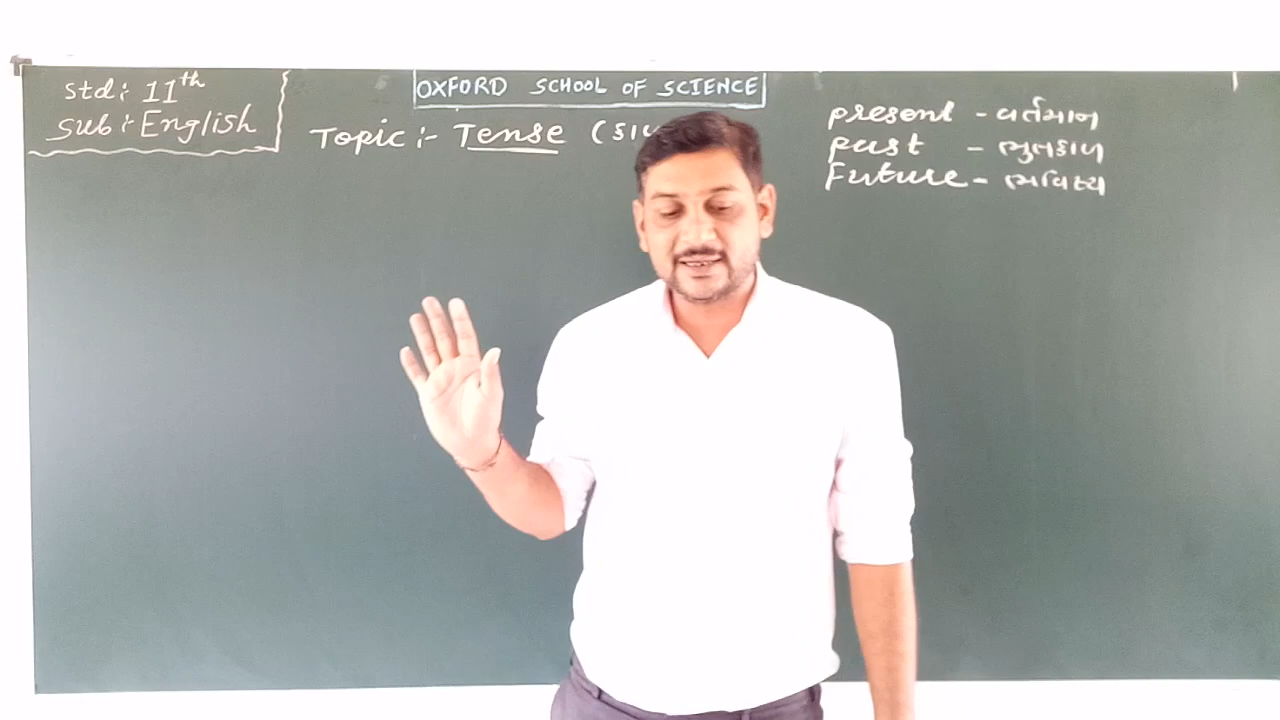 Std: 11th
Sub:- English
OXFORD SCHOOL OF SCIENCE
Topic :- Tense
present - વર્તમાન
past - ભુતકાળ
Future - ભવિષ્ય